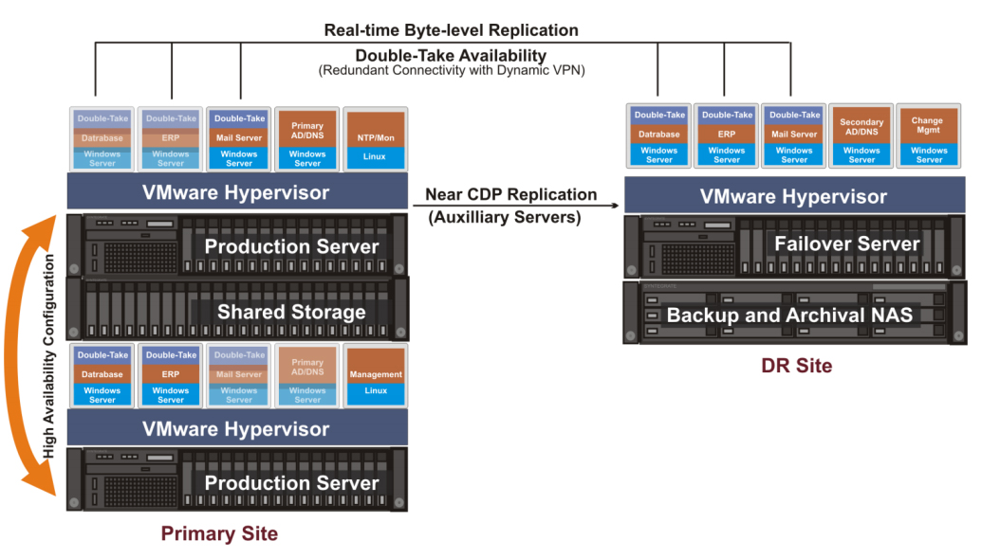 Real-time Byte-level Replication
Double-Take Availability
(Redundant Connectivity with Dynamic VPN)
Double-Take
Datrabase
Windows
Server
Double-Take
ERP
Windows
Server
Double-Take
Mail Server
Windows
Server
Primary
AD/DNS
Windows
Server
NTP/Mon
Linux
VMware Hypervisor
Production Server
Shared Storage
Double-Take
Datrabase
Windows
Server
Double-Take
ERP
Windows
Server
Double-Take
Mail Server
Windows
Server
Primary
AD/DNS
Windows
Server
Management
Linux
VMware Hypervisor
Production Server
High Availability Configuration
Primary Site
Near CDP Replication
(Auxilliary Servers)
Double-Take
Datrabase
Windows
Server
Double-Take
ERP
Windows
Server
Double-Take
Mail Server
Windows
Server
Secondary
AD/DNS
Windows
Server
Change
Mgmt
Windows
Server
VMware Hypervisor
Failover Server
SYNTEGRATE
Backup and Archival NAS
DR Site